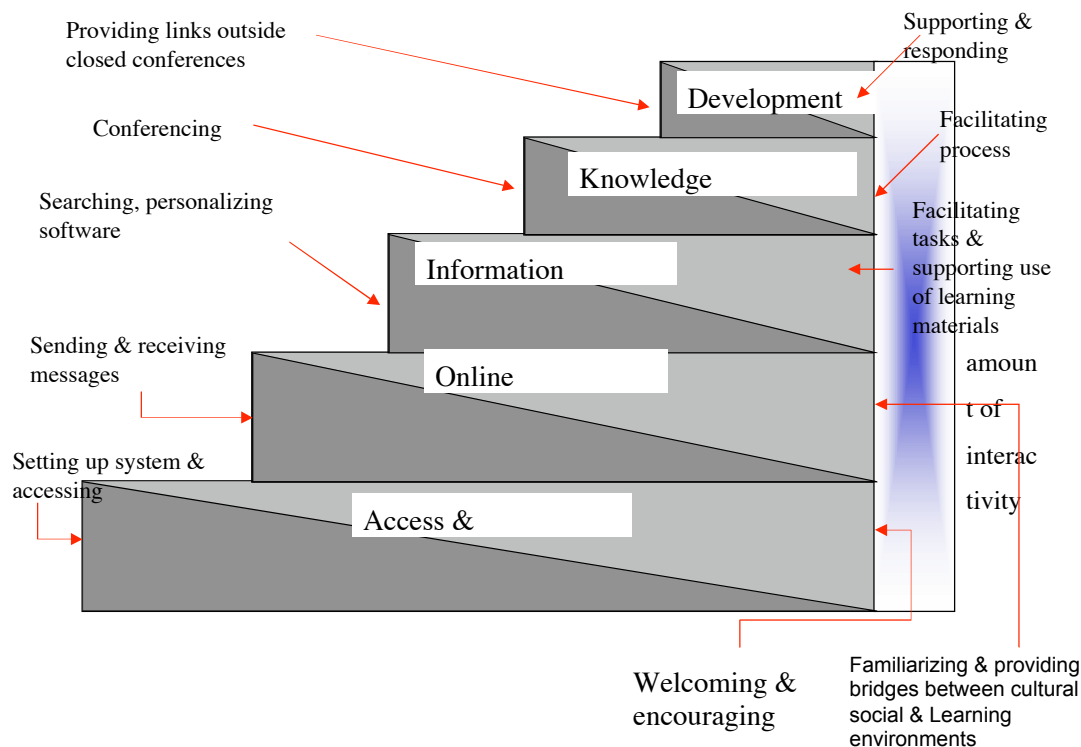 Providing links outside
closed conferences
Supporting &
responding
Development
Conferencing
Facilitating
process
Knowledge
Searching, personalizing
software
Facilitating
tasks &
supporting use
of learning
materials
Information
Sending & receiving
messages
Online
amoun
t of
interac
tivity
Setting up system &
accessing
Access &
Welcoming &
encouraging
Familiarizing & providing
bridges between cultural
social & Learning
environments